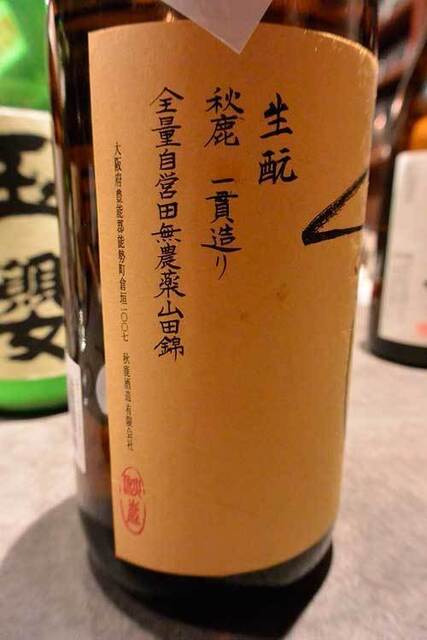 生酛
秋鹿 一貫造り
全量自営田無農薬山田錦
大阪府豊能郡能勢町倉垣一〇〇七 秋鹿酒造有限会社